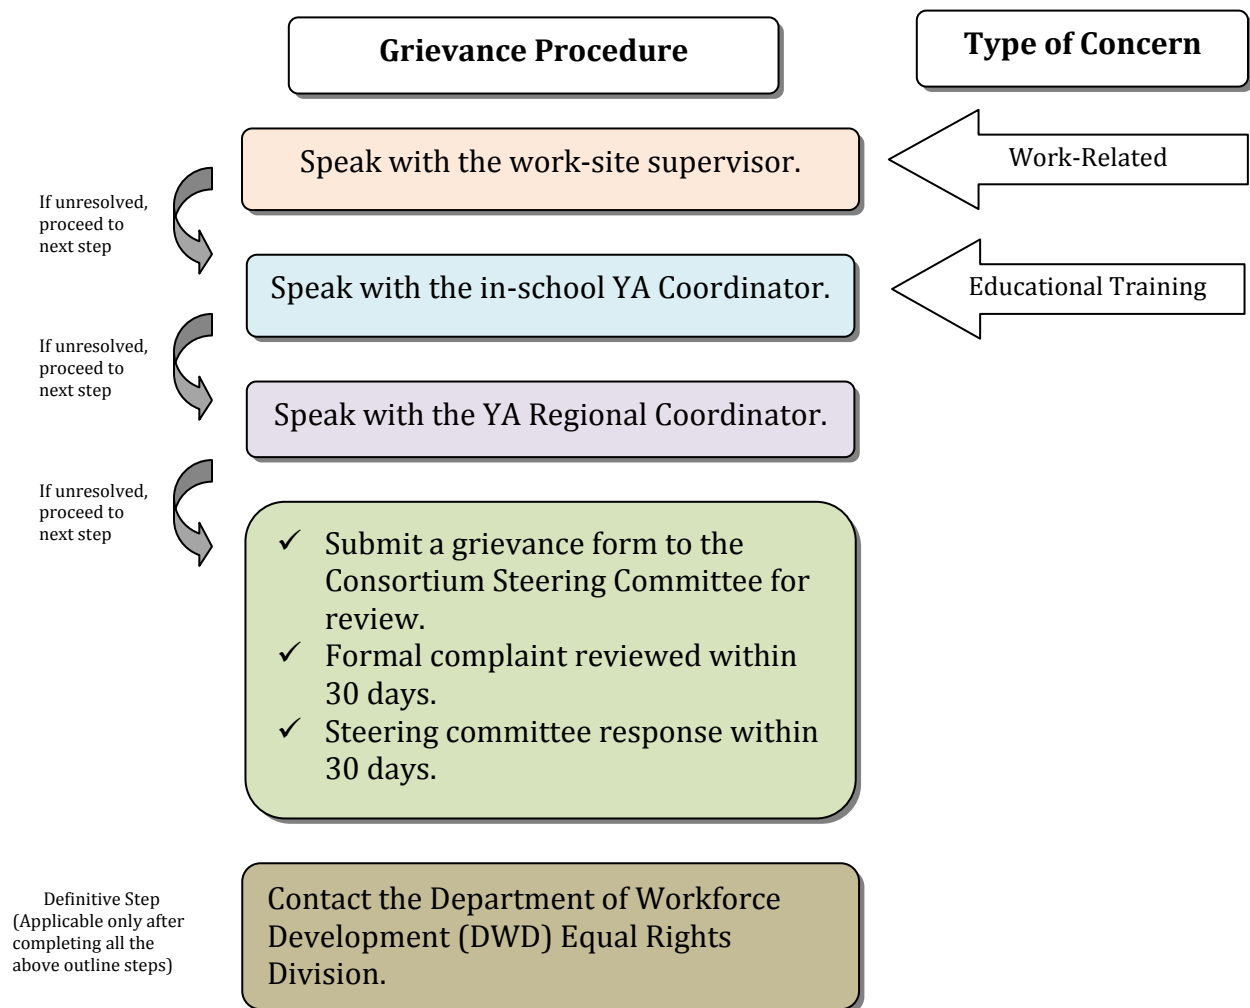 Grievance Procedure
Type of Concern
Speak with the work-site supervisor.
Work-Related
If unresolved,
proceed to
next step
Speak with the in-school YA Coordinator.
Educational Training
If unresolved,
proceed to
next step
Speak with the YA Regional Coordinator.
If unresolved,
proceed to
next step
✓ Submit a grievance form to the
Consortium Steering Committee for
review.
✓ Formal complaint reviewed within
30 days.
✓ Steering committee response within
30 days.
Definitive Step
(Applicable only after
completing all the
above outline steps)
Contact the Department of Workforce
Development (DWD) Equal Rights
Division.